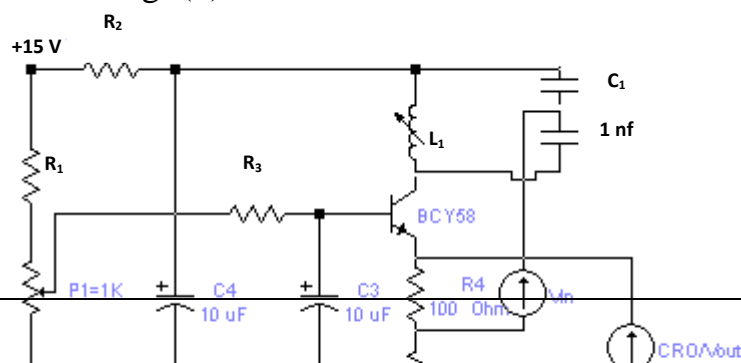 R2
+15 V
C1
1 nf
L1
R1
R3
BCY58
P1=1K
C4
10 uF
C3
10 uF
R4
100 Ohm
Vin
CRO/Vout